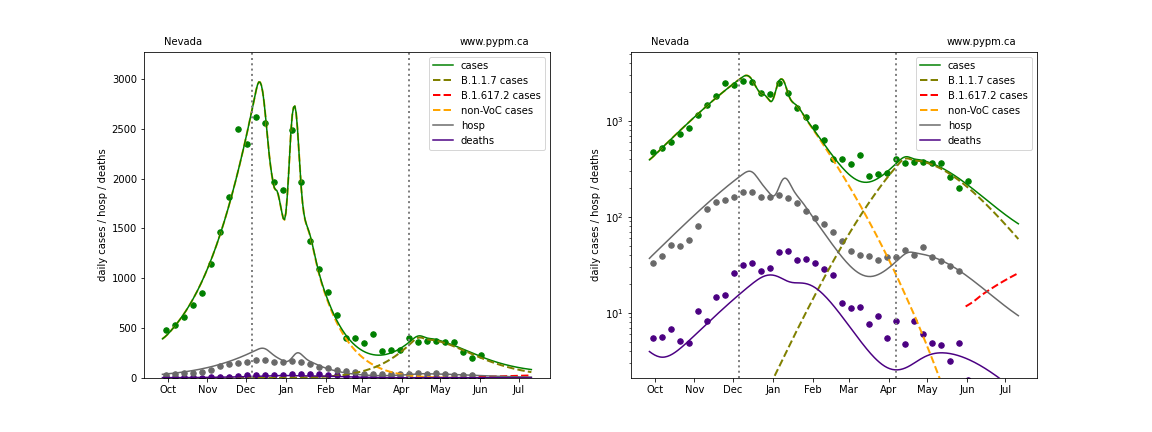 Nevada www.pypm.ca
cases
B.1.1.7 cases
B.1.617.2 cases
non-VoC cases
hosp
deaths
daily cases / hosp / deaths
3000
2500
2000
1500
1000
500
0
Oct Nov Dec Jan Feb Mar Apr May Jun Jul
Nevada www.pypm.ca
cases
B.1.1.7 cases
B.1.617.2 cases
non-VoC cases
hosp
deaths
daily cases / hosp / deaths
10³
10²
10¹
Oct Nov Dec Jan Feb Mar Apr May Jun Jul